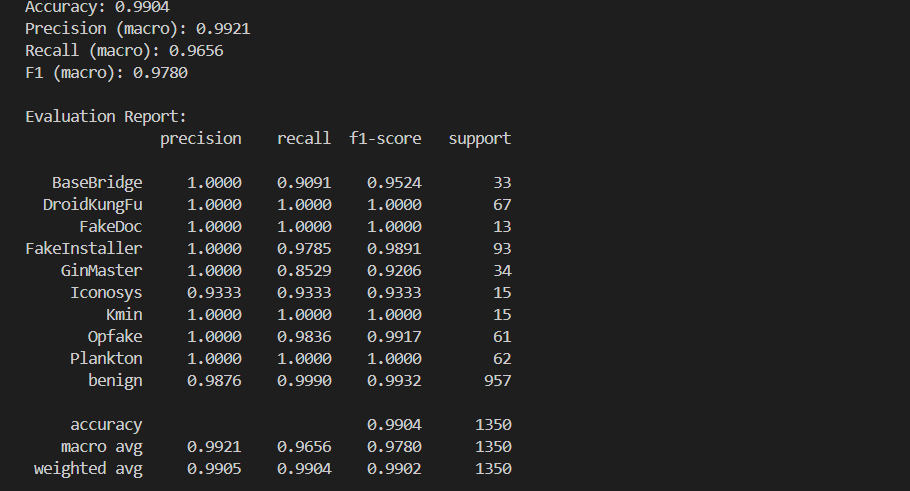 Accuracy: 0.9904
Precision (macro): 0.9921
Recall (macro): 0.9656
F1 (macro): 0.9780
Evaluation Report:
precision recall f1-score support
BaseBridge 1.0000 0.9091 0.9524 33
DroidKungFu 1.0000 1.0000 1.0000 67
FakeDoc 1.0000 1.0000 1.0000 13
FakeInstaller 1.0000 0.9785 0.9891 93
GinMaster 1.0000 0.8529 0.9206 34
Iconosys 0.9333 0.9333 0.9333 15
Kmin 1.0000 1.0000 1.0000 15
Opfake 1.0000 0.9836 0.9917 61
Plankton 1.0000 1.0000 1.0000 62
benign 0.9876 0.9990 0.9932 957
accuracy 0.9904 1350
macro avg 0.9921 0.9656 0.9780 1350
weighted avg 0.9905 0.9904 0.9902 1350